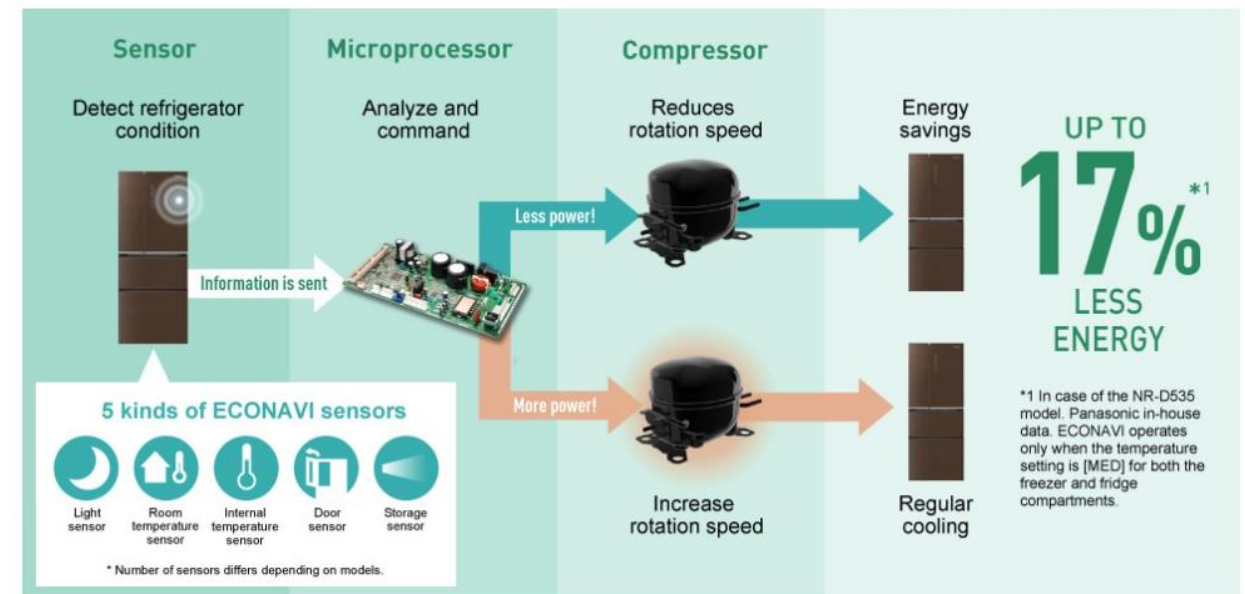 Sensor
Detect refrigerator
condition
Information is sent
5 kinds of ECONAVI sensors
Light
sensor
Room
temperature
sensor
Internal
temperature
sensor
Door
sensor
Storage
sensor
* Number of sensors differs depending on models.
Microprocessor
Analyze and
command
Less power!
More power!
Compressor
Reduces
rotation speed
Increase
rotation speed
Energy
savings
Regular
cooling
UP TO
17%*1
LESS
ENERGY
*1 In case of the NR-D535
model. Panasonic in-house
data. ECONAVI operates
only when the temperature
setting is [MED] for both the
freezer and fridge
compartments.